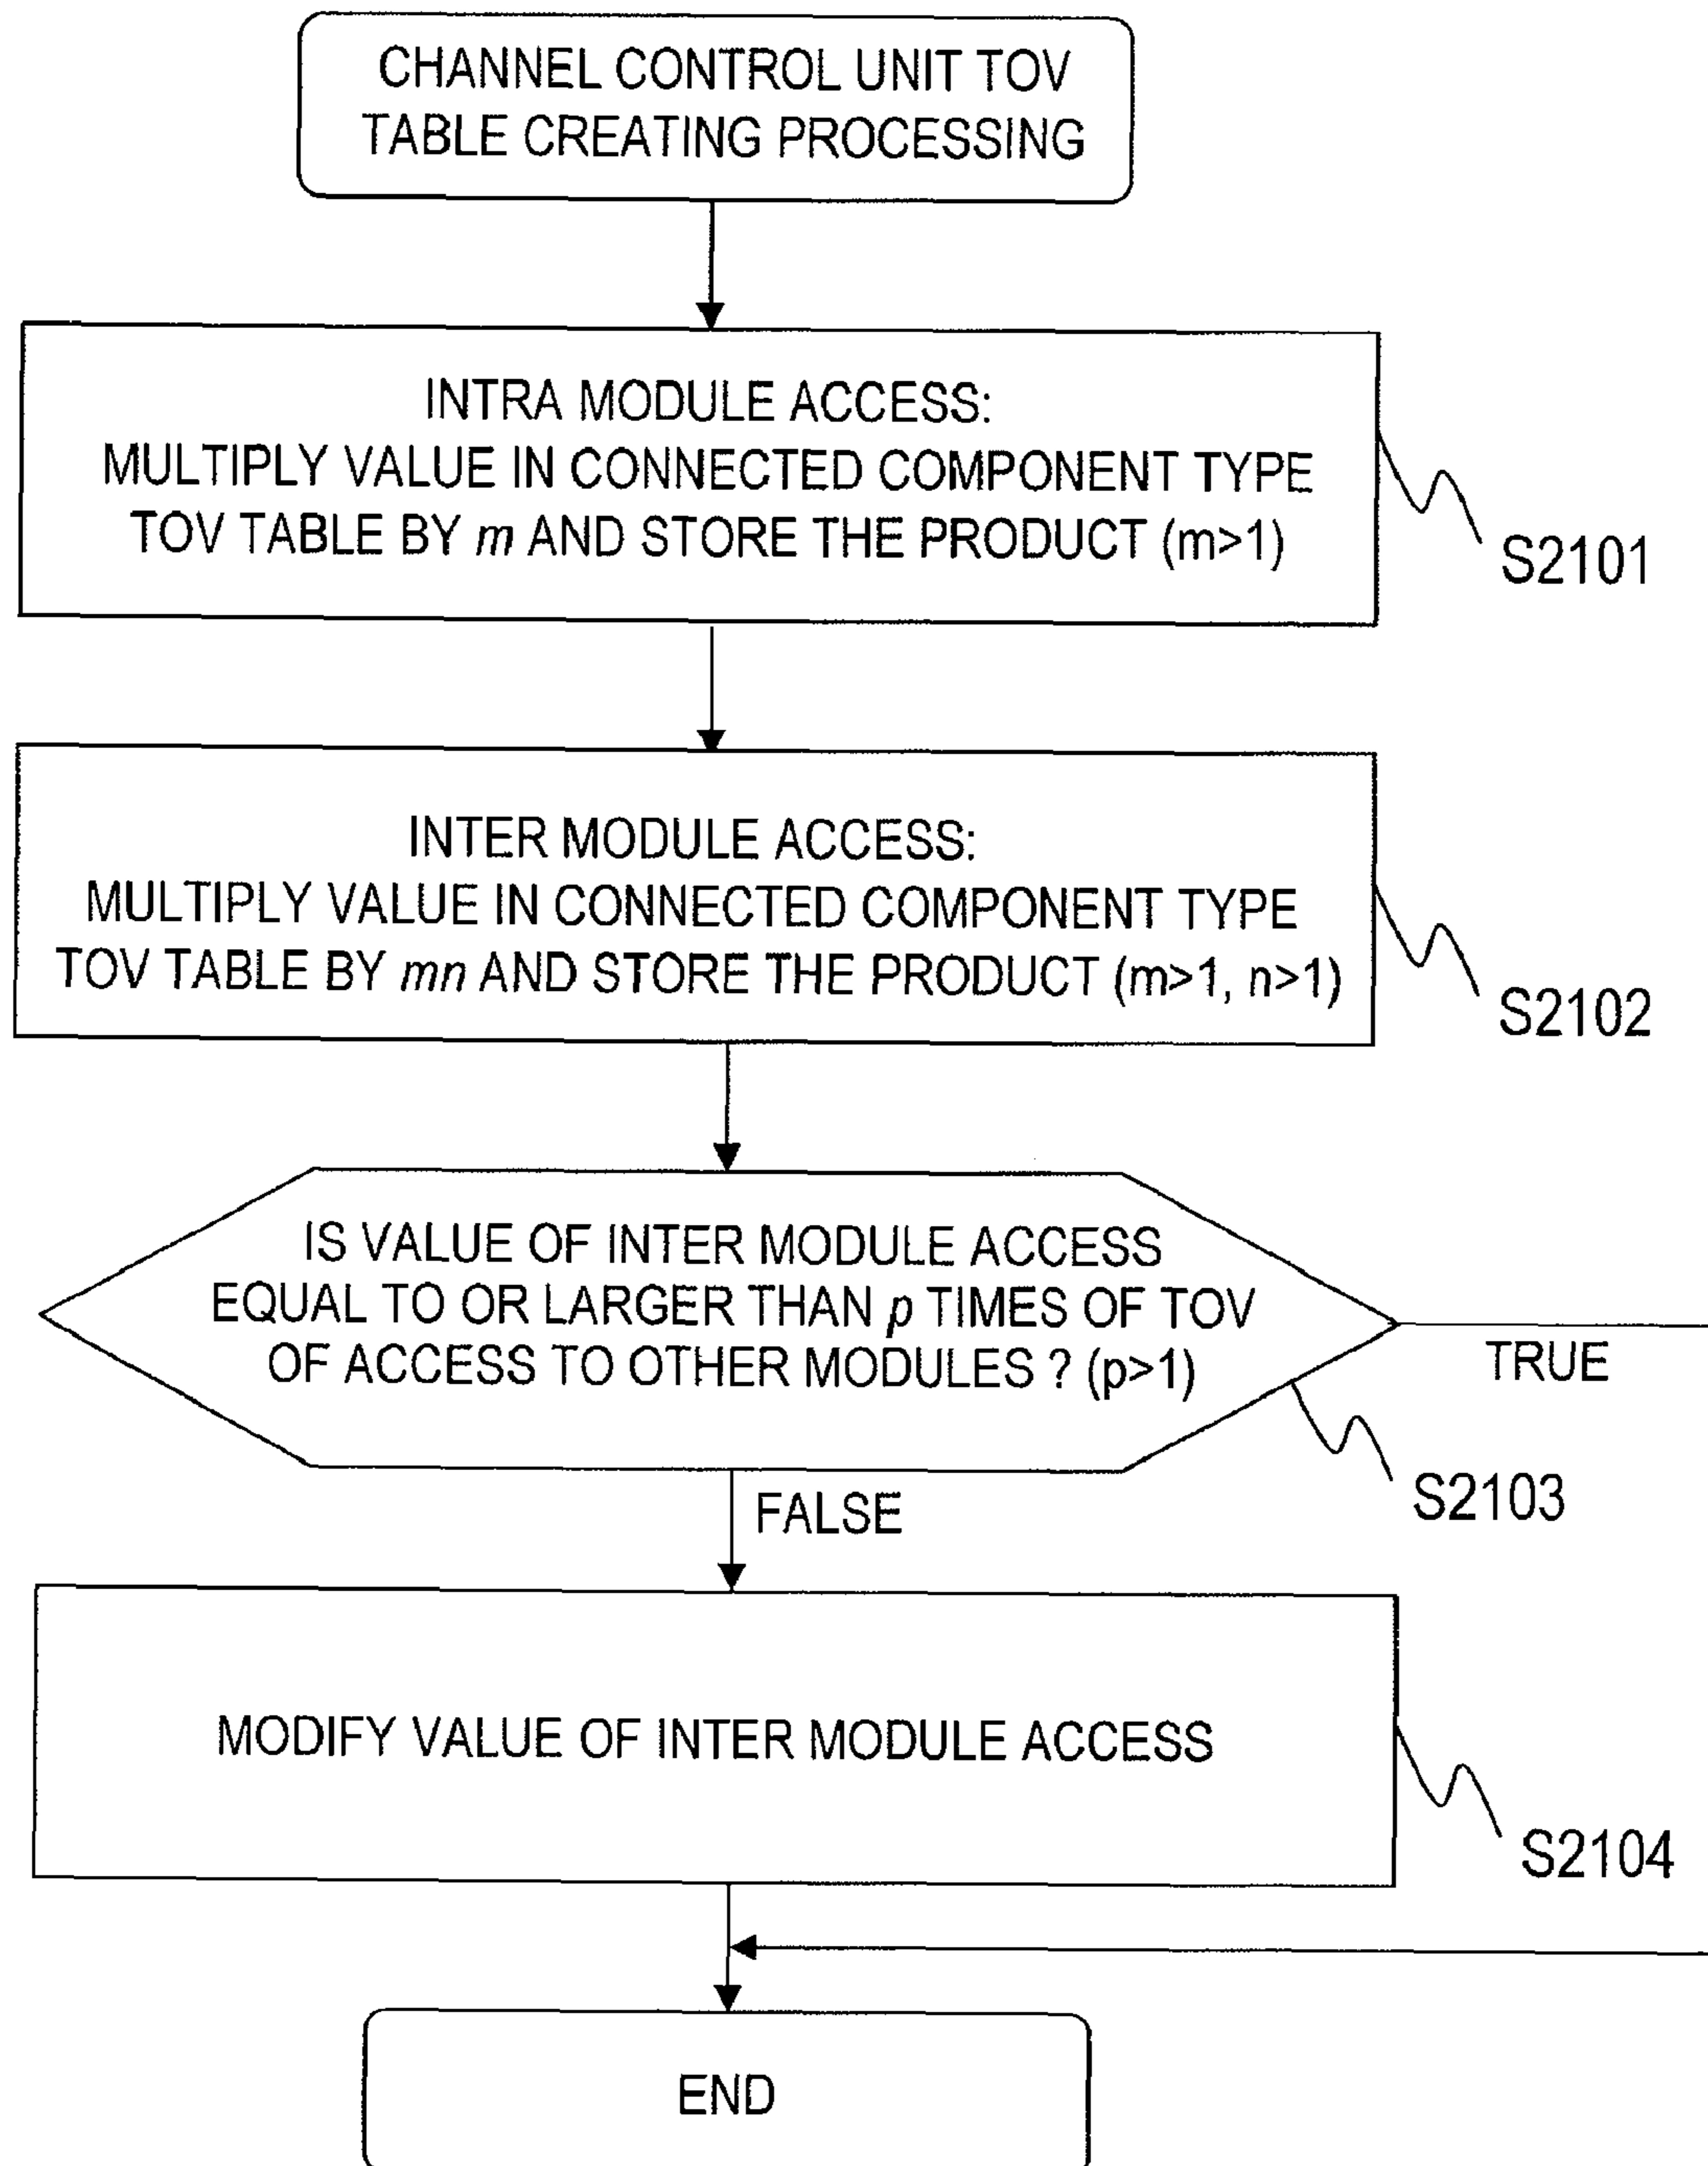 CHANNEL CONTROL UNIT TOV
TABLE CREATING PROCESSING
INTRA MODULE ACCESS:
MULTIPLY VALUE IN CONNECTED COMPONENT TYPE
TOV TABLE BY m AND STORE THE PRODUCT (m>1)
S2101
INTER MODULE ACCESS:
MULTIPLY VALUE IN CONNECTED COMPONENT TYPE
TOV TABLE BY mn AND STORE THE PRODUCT (m>1, n>1)
S2102
IS VALUE OF INTER MODULE ACCESS
EQUAL TO OR LARGER THAN p TIMES OF TOV
OF ACCESS TO OTHER MODULES ? (p>1)
TRUE
S2103
FALSE
MODIFY VALUE OF INTER MODULE ACCESS
S2104
END